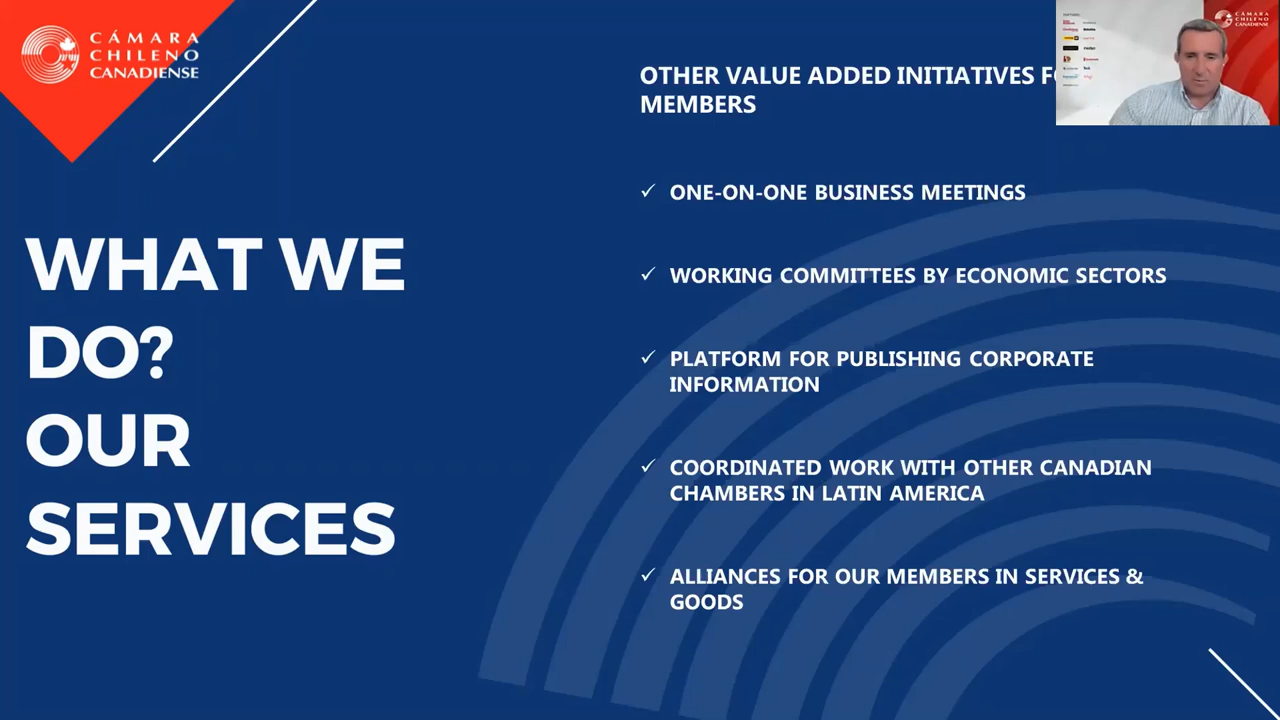 CÁMARA
CHILENO
CANADIENSE
WHAT WE
DO?
OUR
SERVICES
OTHER VALUE ADDED INITIATIVES
MEMBERS
✓ ONE-ON-ONE BUSINESS MEETINGS
✓ WORKING COMMITTEES BY ECONOMIC SECTORS
✓ PLATFORM FOR PUBLISHING CORPORATE
INFORMATION
✓ COORDINATED WORK WITH OTHER CANADIAN
CHAMBERS IN LATIN AMERICA
✓ ALLIANCES FOR OUR MEMBERS IN SERVICES &
GOODS
CÁMARA
CHILENO
CANADIENSE